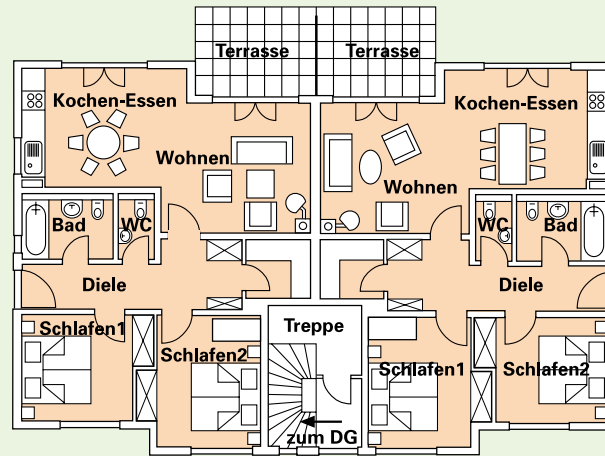 Terrasse Terrasse
Kochen-Essen Kochen-Essen
Wohnen Wohnen
Bad WC WC Bad
Diele Diele
Schlafen1 Schlafen2 Treppe Schlafen1 Schlafen2
zum DG